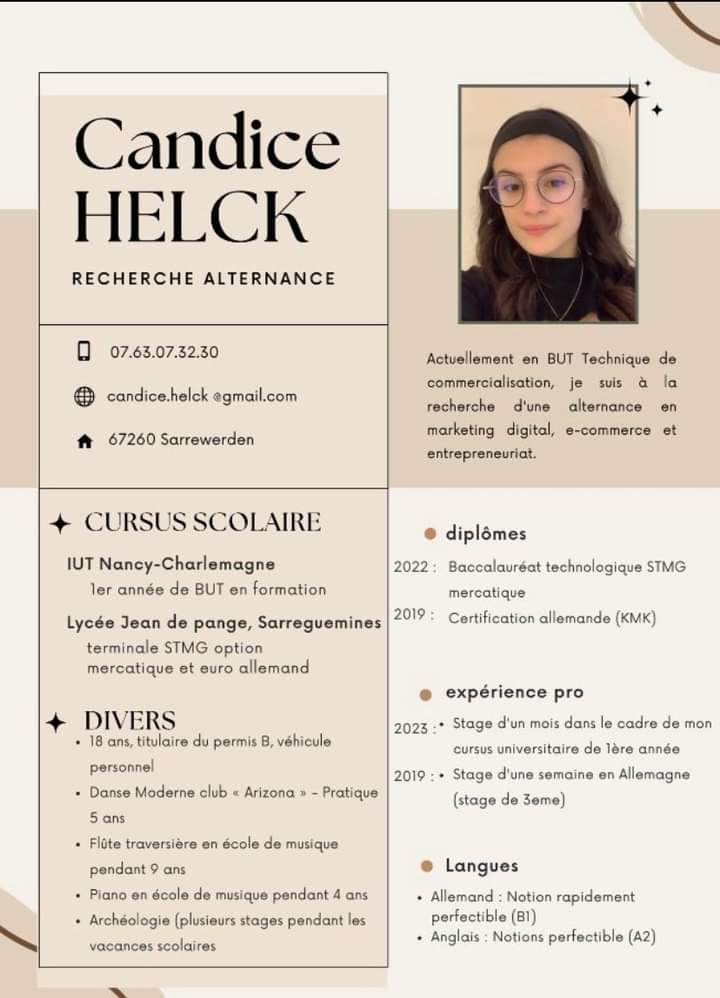 Candice
HELCK
RECHERCHE ALTERNANCE
07.63.07.32.30
candice.helck @gmail.com
67260 Sarrewerden
Actuellement en BUT Technique de
commercialisation, je suis à la
recherche d'une alternance en
marketing digital, e-commerce et
entrepreneuriat.
CURSUS SCOLAIRE
IUT Nancy-Charlemagne
1er année de BUT en formation
Lycée Jean de pange, Sarreguemines
terminale STMG option
mercatique et euro allemand
DIVERS
• 18 ans, titulaire du permis B, véhicule
personnel
• Danse Moderne club « Arizona » - Pratique
5 ans
• Flûte traversière en école de musique
pendant 9 ans
• Piano en école de musique pendant 4 ans
• Archéologie (plusieurs stages pendant les
vacances scolaires
diplômes
2022 : Baccalauréat technologique STMG
mercatique
2019 : Certification allemande (KMK)
expérience pro
2023 : • Stage d'un mois dans le cadre de mon
cursus universitaire de 1ère année
2019 : • Stage d'une semaine en Allemagne
(stage de 3eme)
Langues
• Allemand : Notion rapidement
perfectible (B1)
• Anglais : Notions perfectible (A2)